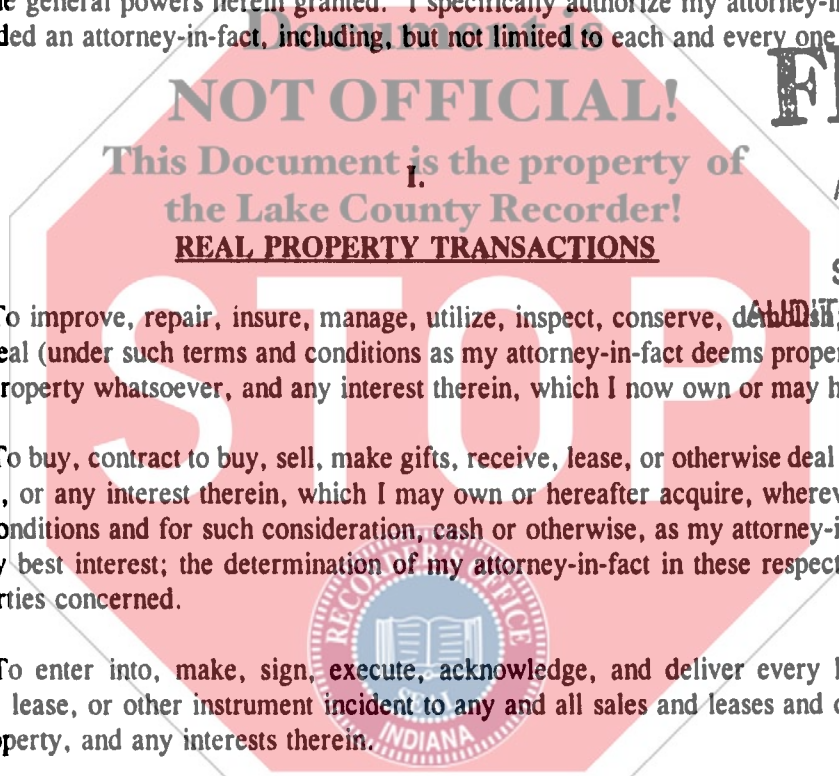 general powers herein granted. I specifically authorize my attorney-i
ded an attorney-in-fact, including, but not limited to each and every one
Document is
NOT OFFICIAL!
This Document is the property of
the Lake County Recorder!
I.
REAL PROPERTY TRANSACTIONS
STOP
To improve, repair, insure, manage, utilize, inspect, conserve,
eal (under such terms and conditions as my attorney-in-fact deems proper
roperty whatsoever, and any interest therein, which I now own or may h
To buy, contract to buy, sell, make gifts, receive, lease, or otherwise deal
, or any interest therein, which I may own or hereafter acquire, wherev
onditions and for such consideration, cash or otherwise, as my attorney-i
y best interest; the determination of my attorney-in-fact in these respect
rties concerned.
To enter into, make, sign, execute, acknowledge, and deliver every
lease, or other instrument incident to any and all sales and leases and
operty, and any interests therein.
RECORDER'S OFFICE
SEAL
INDIANA